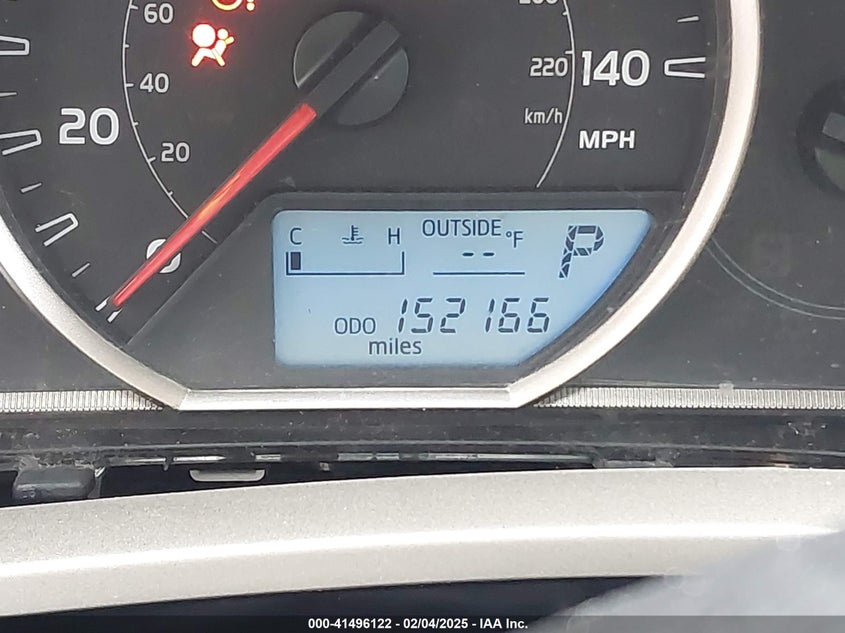 60
40
20
20
0
220
km/h
140
MPH
C H OUTSIDE °F
--
P
ODO 152166
miles
000-41496122 - 02/04/2025 - IAA Inc.